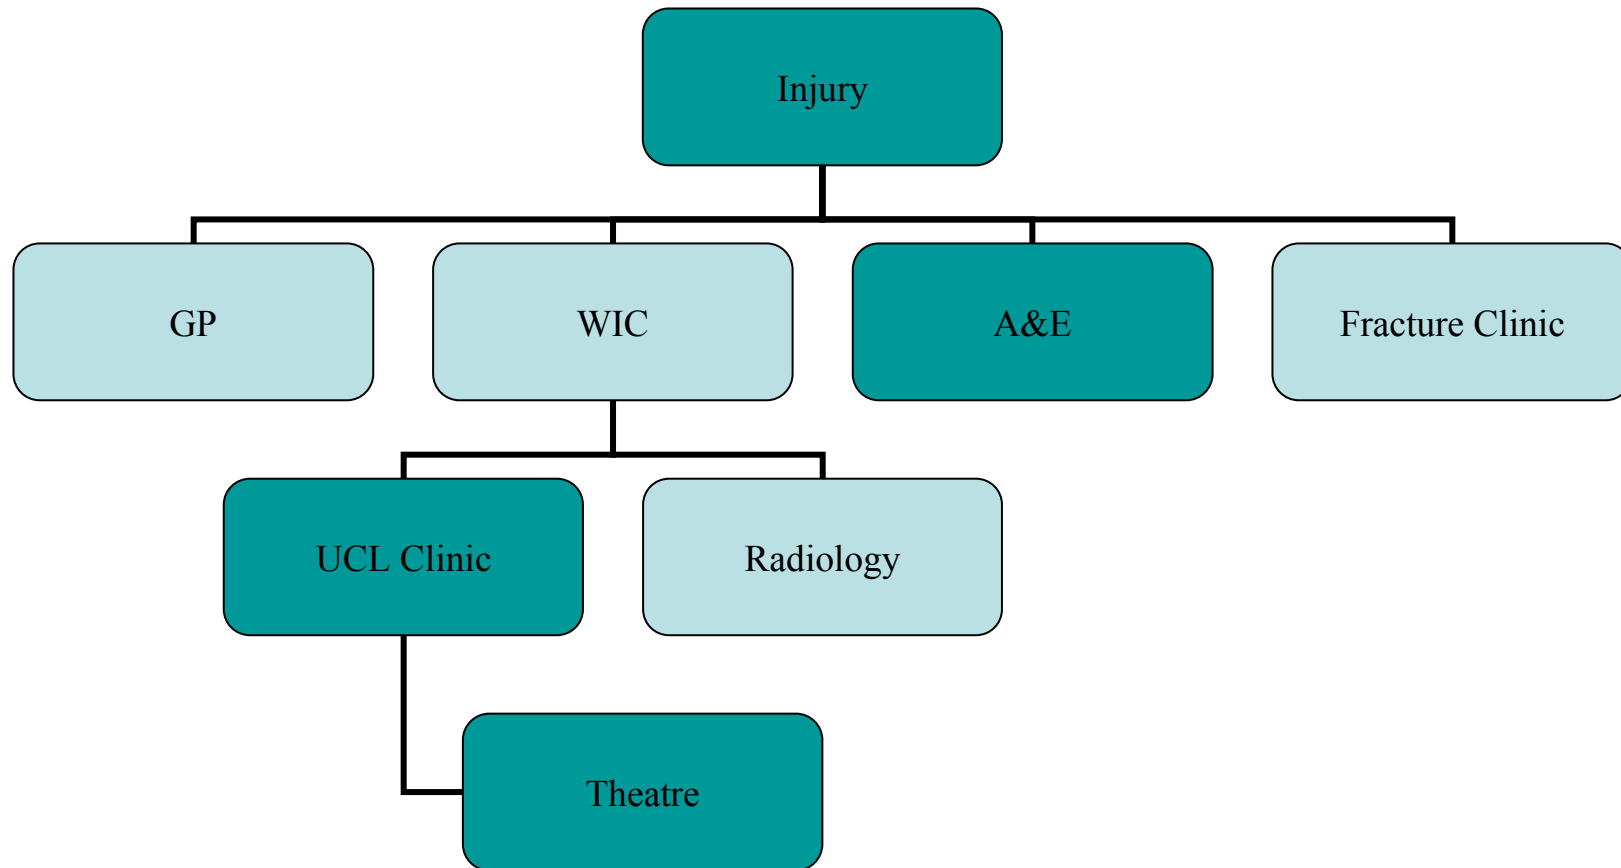 Injury
GP
WIC
A&E
Fracture Clinic
UCL Clinic
Radiology
Theatre